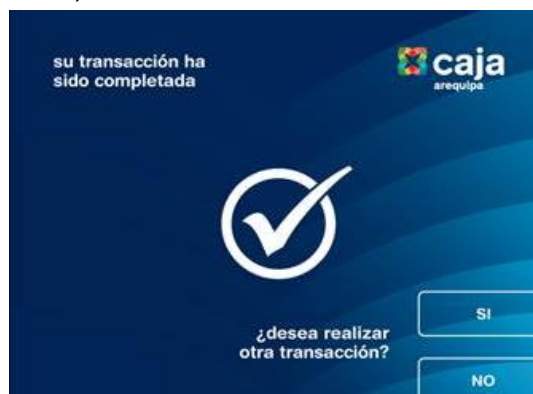 su transacción ha
sido completada
caja
arequipa
¿desea realizar
otra transacción?
SI
NO